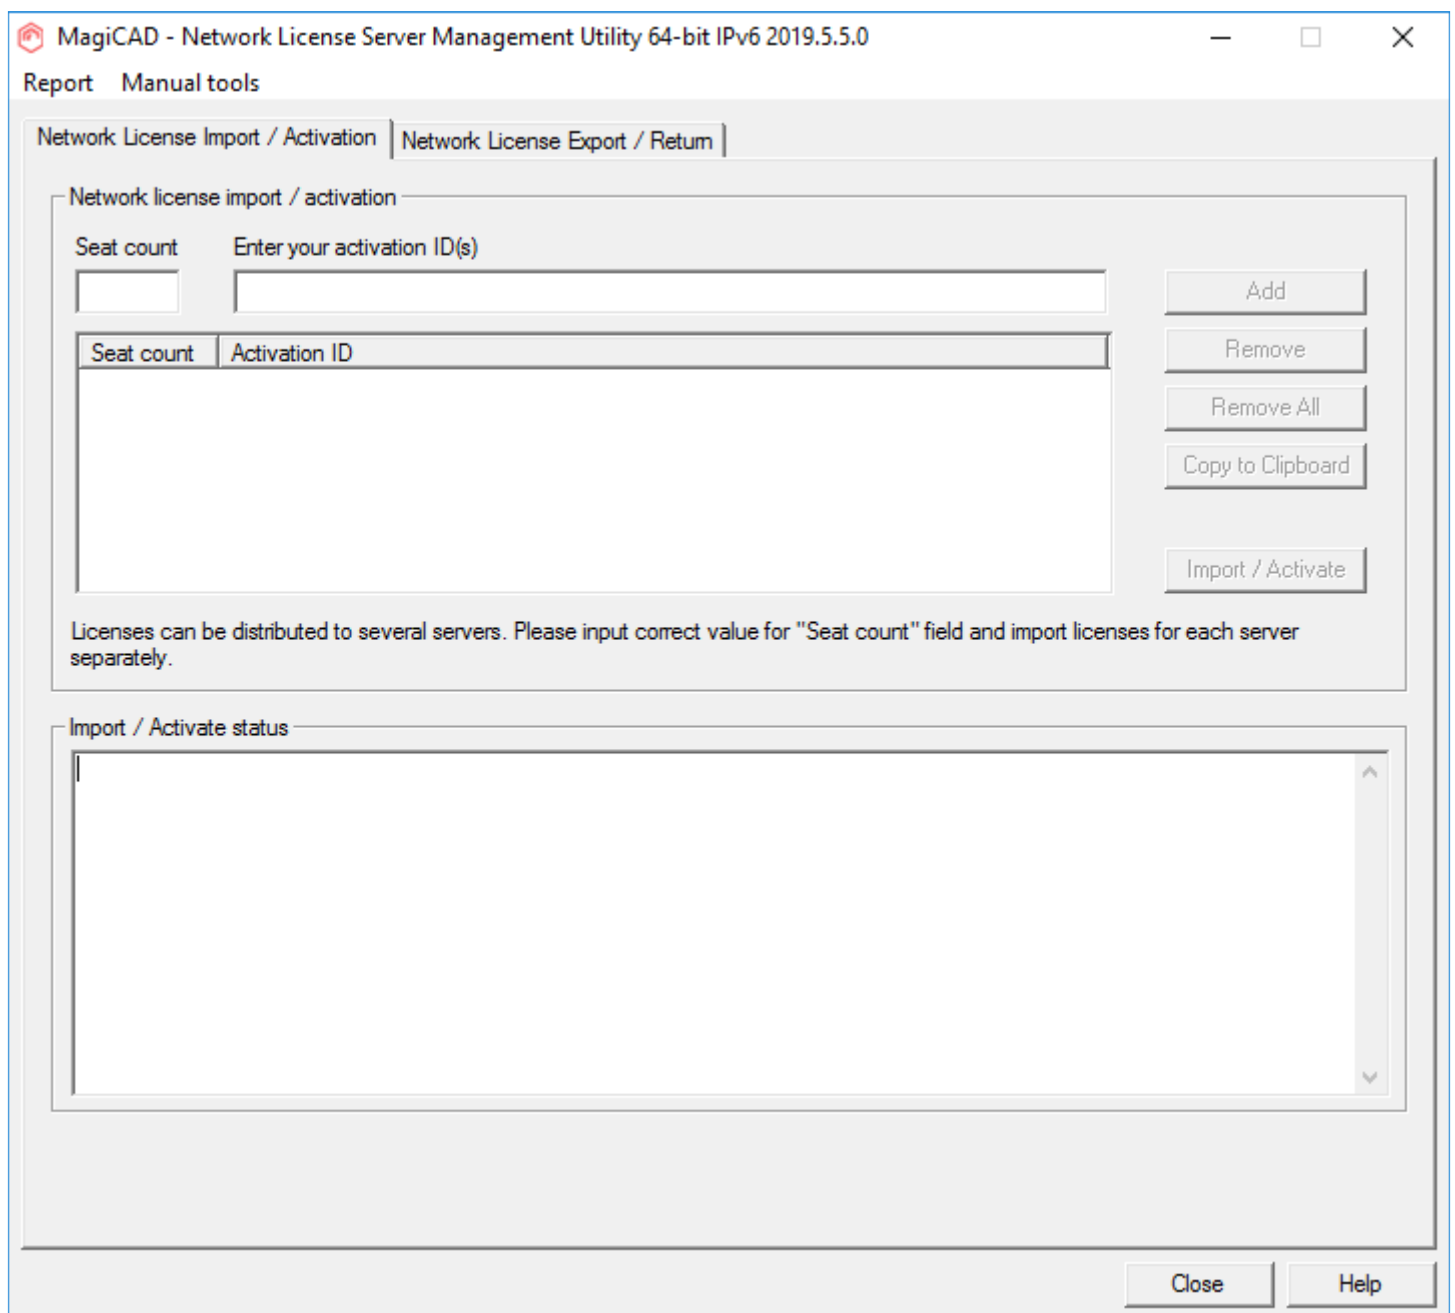 MagiCAD - Network License Server Management Utility 64-bit IPv6 2019.5.5.0
Report Manual tools
Network License Import / Activation Network License Export / Return
Network license import / activation
Seat count Enter your activation ID(s)
Add
Seat count Activation ID
Remove
Remove All
Copy to Clipboard
Import / Activate
Licenses can be distributed to several servers. Please input correct value for "Seat count" field and import licenses for each server
separately.
Import / Activate status
Close Help